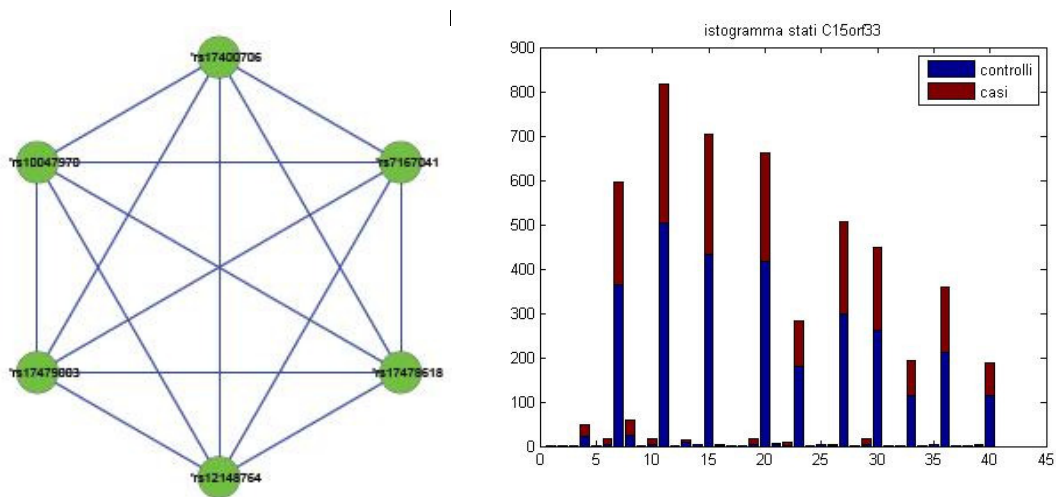 "rs17400706
"rs10047970
"rs7167041
"rs17479803
"rs17478618
"rs12148764
istogramma stati C15orf33
controlli
casi
900
800
700
600
500
400
300
200
100
0
0 5 10 15 20 25 30 35 40 45